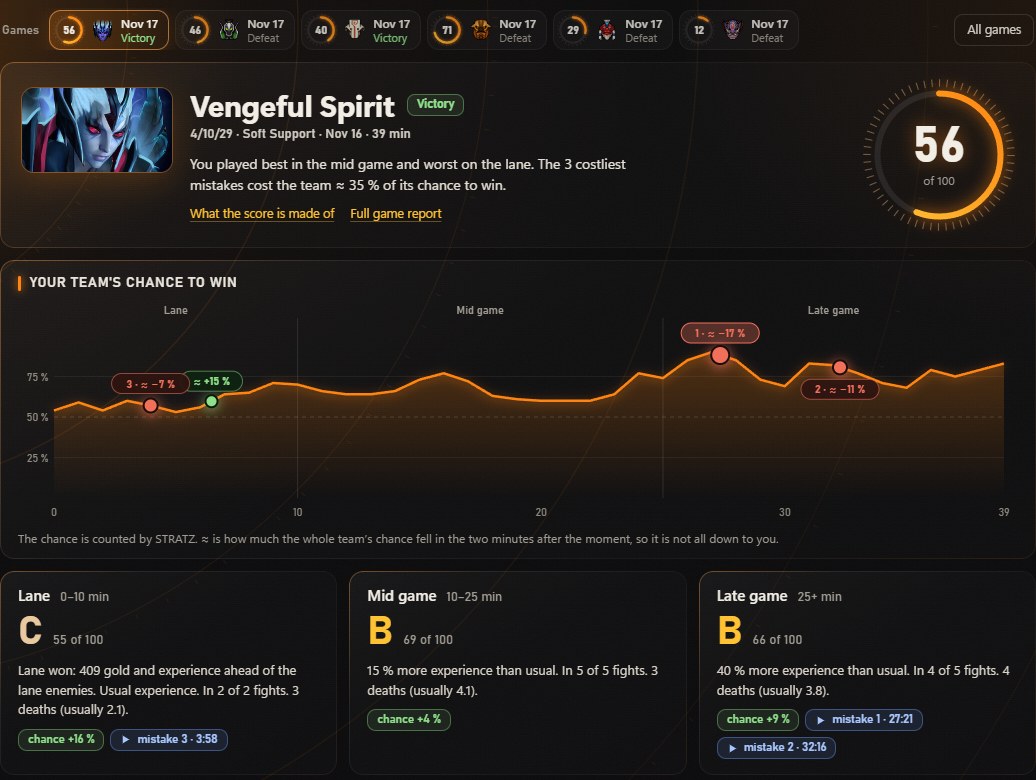 Games
56 Nov 17 Victory
46 Nov 17 Defeat
40 Nov 17 Victory
71 Nov 17 Defeat
29 Nov 17 Defeat
12 Nov 17 Defeat
All games
Vengeful Spirit Victory
4/10/29 · Soft Support · Nov 16 · 39 min
You played best in the mid game and worst on the lane. The 3 costliest
mistakes cost the team ≈ 35 % of its chance to win.
What the score is made of Full game report
56
of 100
YOUR TEAM'S CHANCE TO WIN
Lane Mid game Late game
1 · ≈ −17 %
75 %
3 · ≈ −7 % ≈ +15 %
2 · ≈ −11 %
50 %
25 %
0 10 20 30 39
The chance is counted by STRATZ. ≈ is how much the whole team's chance fell in the two minutes after the moment, so it is not all down to you.
Lane 0–10 min
C 55 of 100
Lane won: 409 gold and experience ahead of the
lane enemies. Usual experience. In 2 of 2 fights. 3
deaths (usually 2.1).
chance +16 % ▶ mistake 3 · 3:58
Mid game 10–25 min
B 69 of 100
15 % more experience than usual. In 5 of 5 fights. 3
deaths (usually 4.1).
chance +4 %
Late game 25+ min
B 66 of 100
40 % more experience than usual. In 4 of 5 fights. 4
deaths (usually 3.8).
chance +9 % ▶ mistake 1 · 27:21
▶ mistake 2 · 32:16